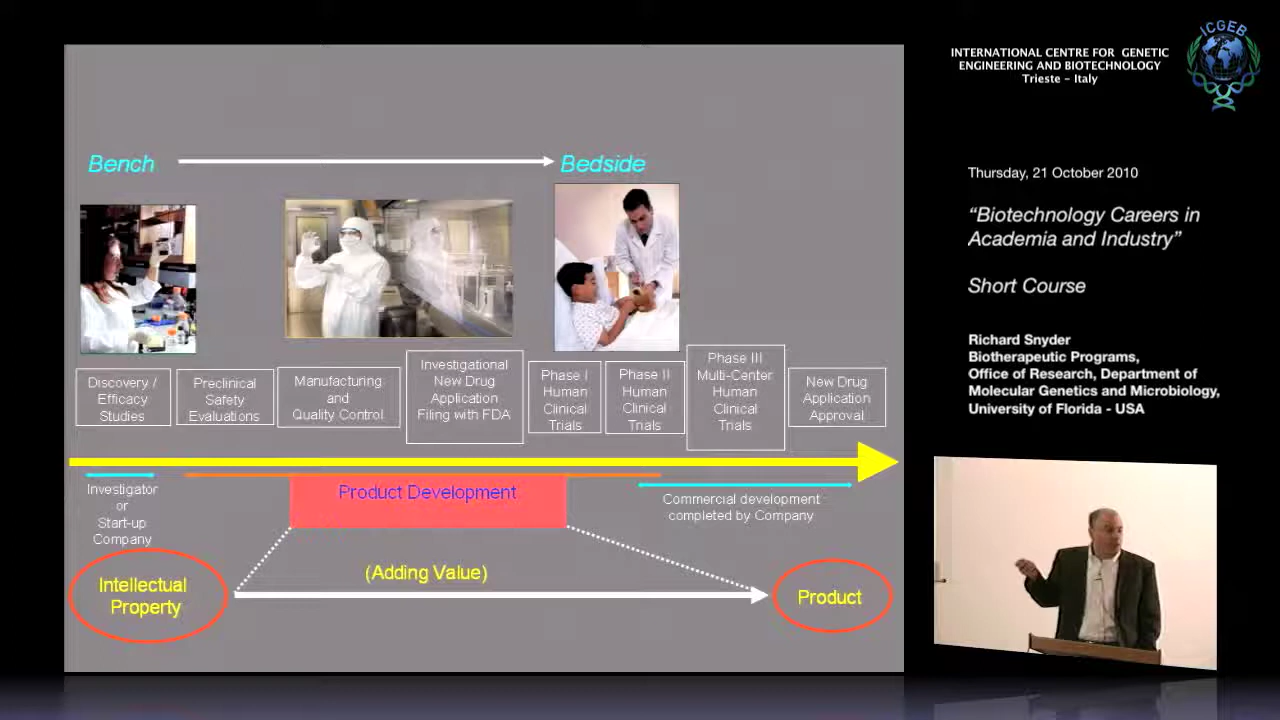 Bench
Bedside
Discovery /
Efficacy
Studies
Preclinical
Safety
Evaluations
Manufacturing
and
Quality Control
Investigational
New Drug
Application
Filing with FDA
Phase I
Human
Clinical
Trials
Phase II
Human
Clinical
Trials
Phase III
Multi-Center
Human
Clinical
Trials
New Drug
Application
Approval
Investigator
or
Start-up
Company
Product Development
Commercial development
completed by Company
Intellectual
Property
(Adding Value)
Product
INTERNATIONAL CENTRE FOR GENETIC
ENGINEERING AND BIOTECHNOLOGY
Trieste - Italy
ICGEB
Thursday, 21 October 2010
“Biotechnology Careers in
Academia and Industry”
Short Course
Richard Snyder
Biotherapeutic Programs,
Office of Research, Department of
Molecular Genetics and Microbiology,
University of Florida - USA